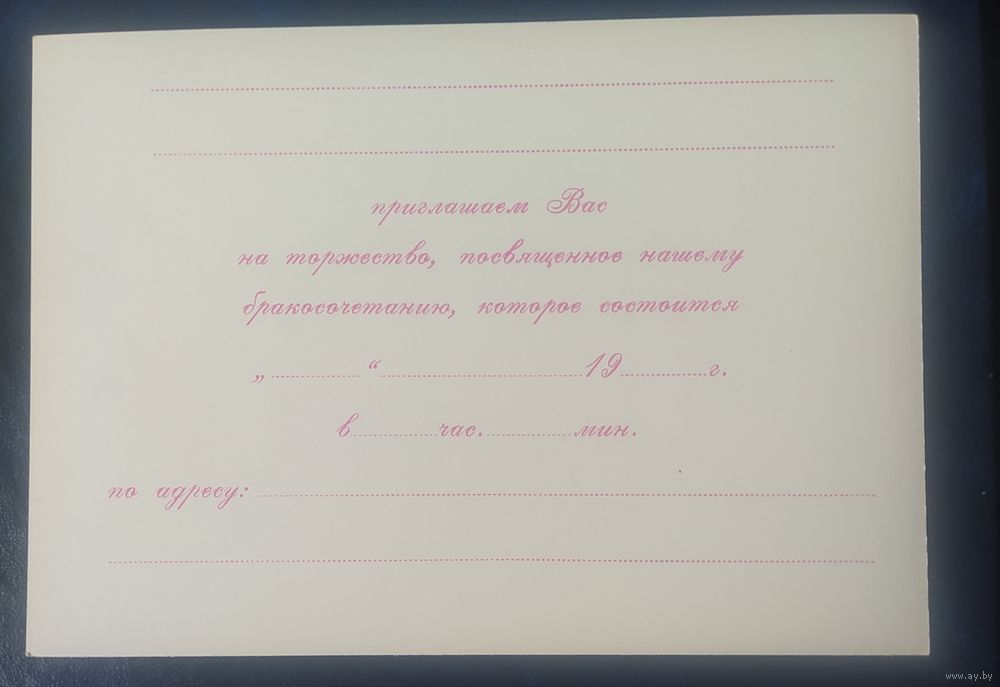 приглашаем Вас
на торжество, посвященное нашему
бракосочетанию, которое состоится
„ “ 19 г.
в час. мин.
по адресу:
www.ay.by